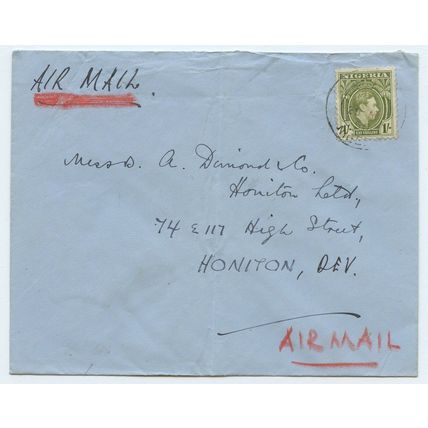 AIR MAIL.
NIGERIA
1/-
Messrs. A. Dimond & Co.
Honiton Ltd,
74 & 117 High Street,
HONITON, DEV.
AIR MAIL